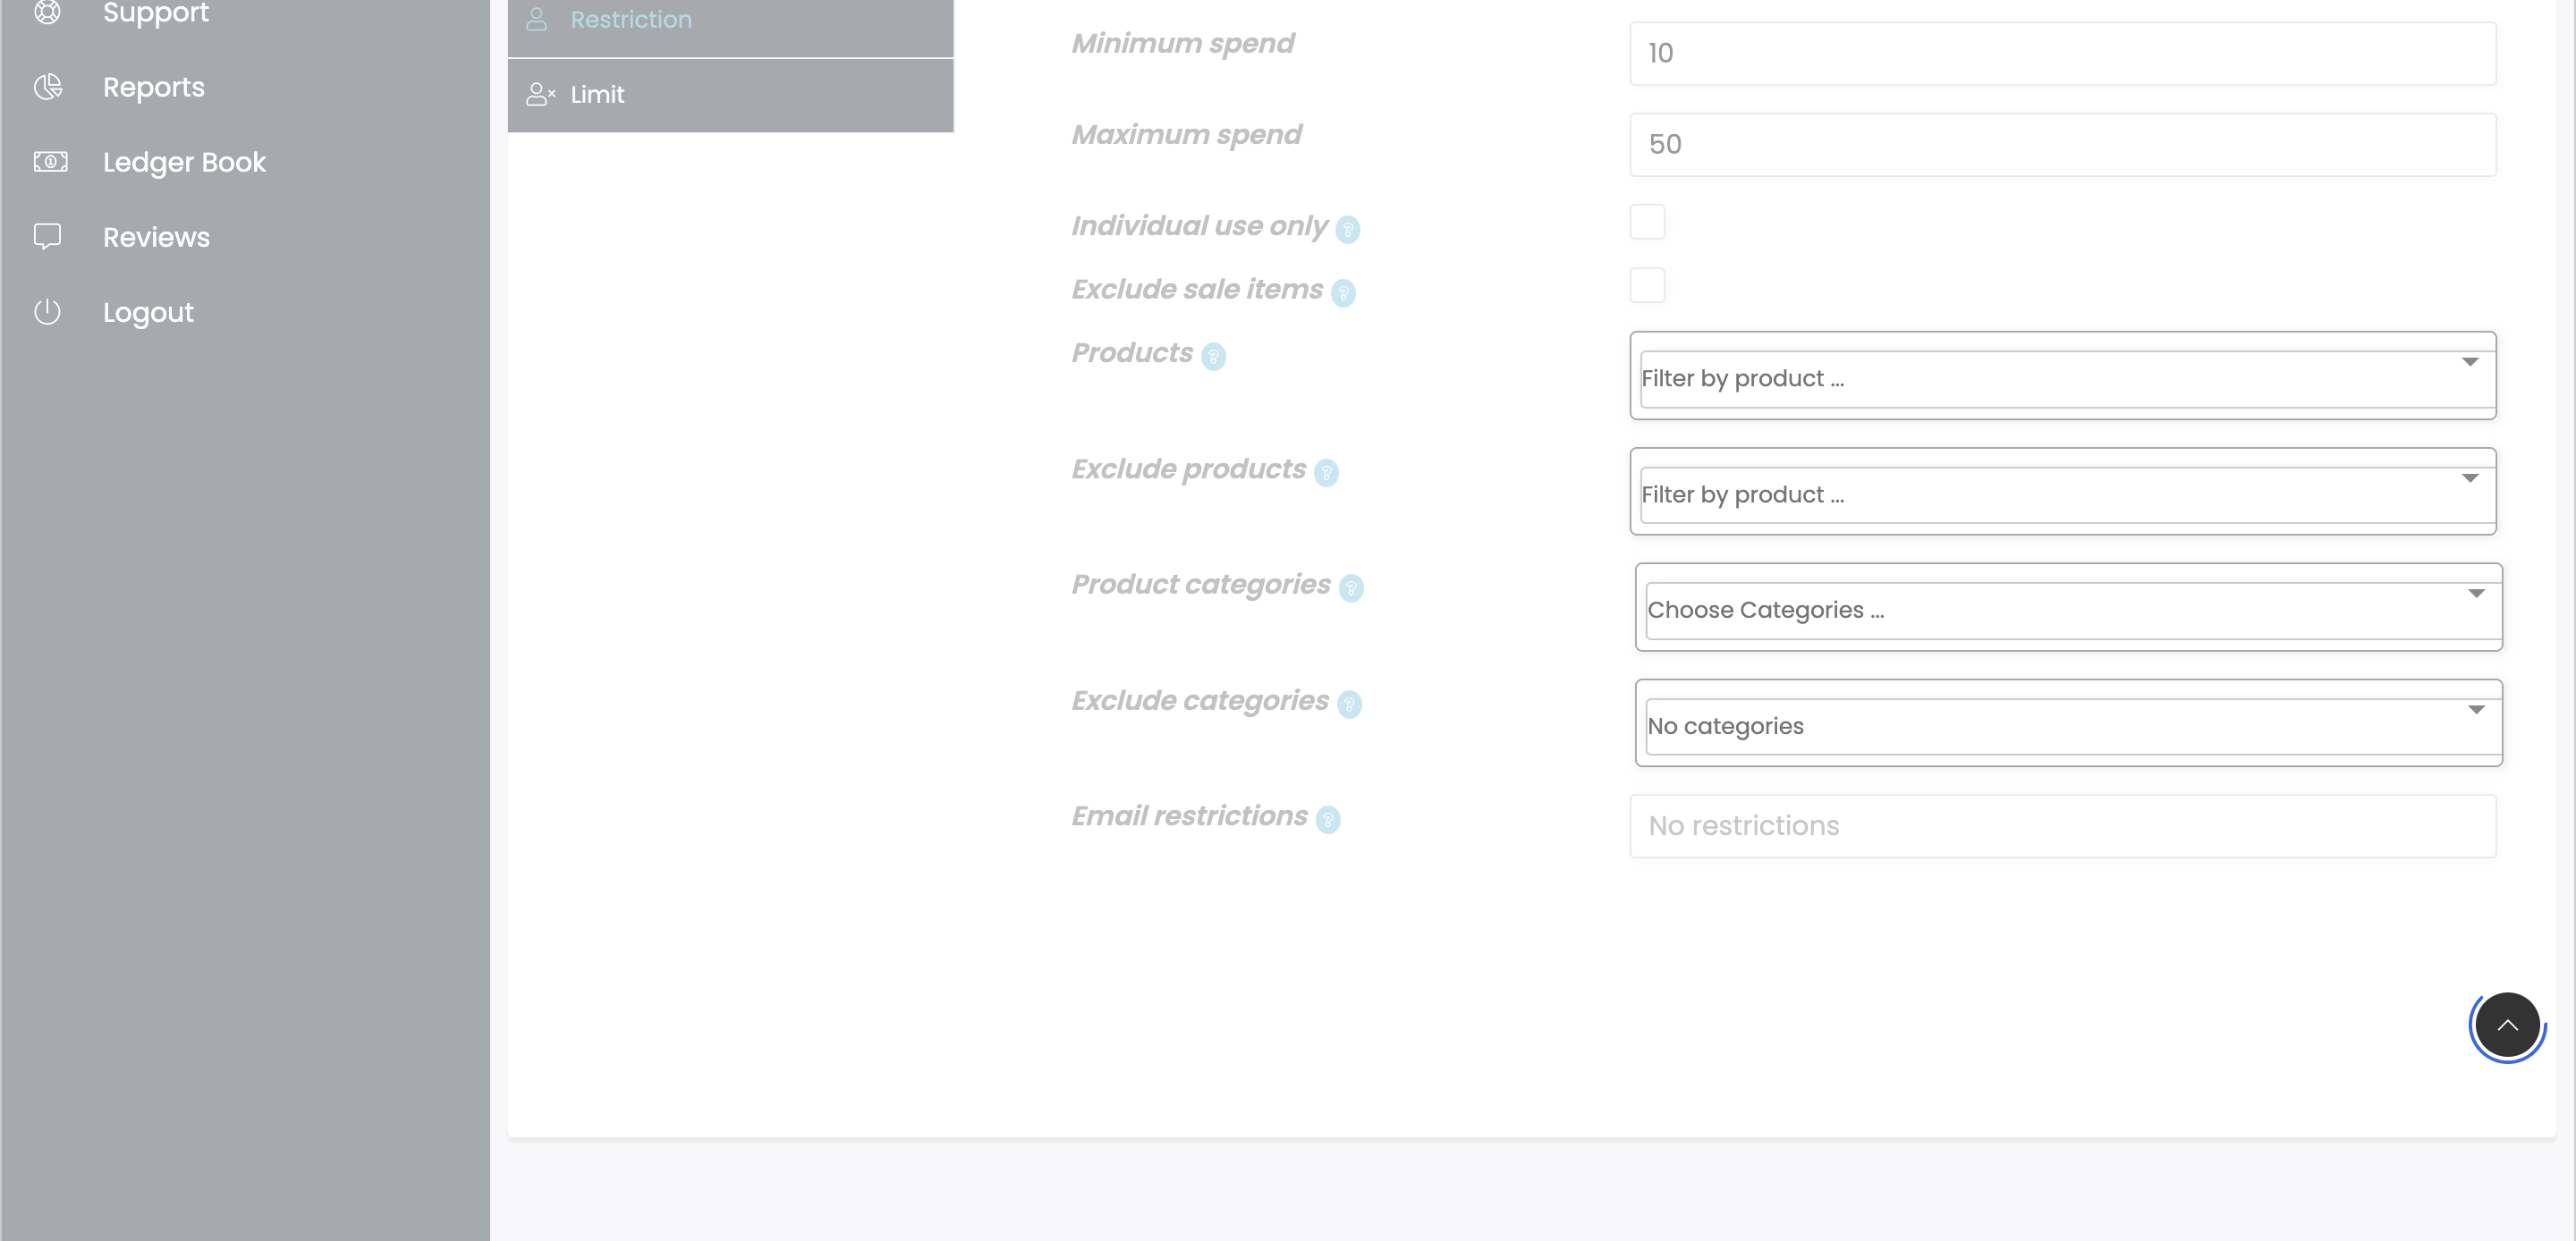 Support
Reports
Ledger Book
Reviews
Logout
Restriction
Limit
Minimum spend
10
Maximum spend
50
Individual use only ?
Exclude sale items ?
Products ?
Filter by product ...
Exclude products ?
Filter by product ...
Product categories ?
Choose Categories ...
Exclude categories ?
No categories
Email restrictions ?
No restrictions